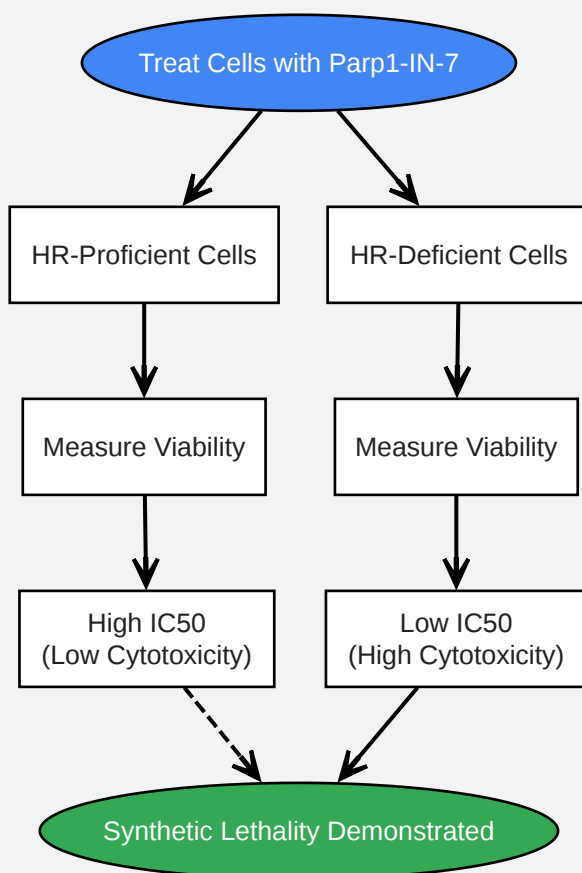 Treat Cells with Parp1-IN-7
HR-Proficient Cells
HR-Deficient Cells
Measure Viability
Measure Viability
High IC50
(Low Cytotoxicity)
Low IC50
(High Cytotoxicity)
Synthetic Lethality Demonstrated